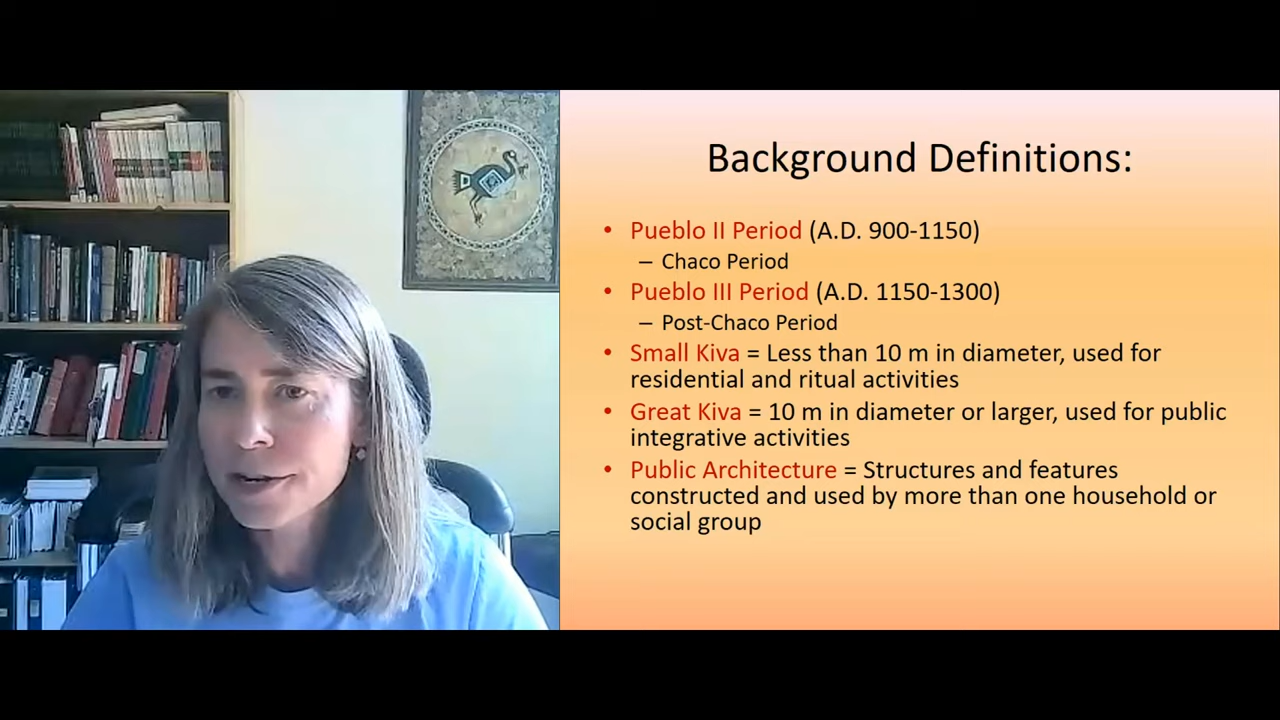 Background Definitions:
• Pueblo II Period (A.D. 900-1150)
– Chaco Period
• Pueblo III Period (A.D. 1150-1300)
– Post-Chaco Period
• Small Kiva = Less than 10 m in diameter, used for
residential and ritual activities
• Great Kiva = 10 m in diameter or larger, used for public
integrative activities
• Public Architecture = Structures and features
constructed and used by more than one household or
social group